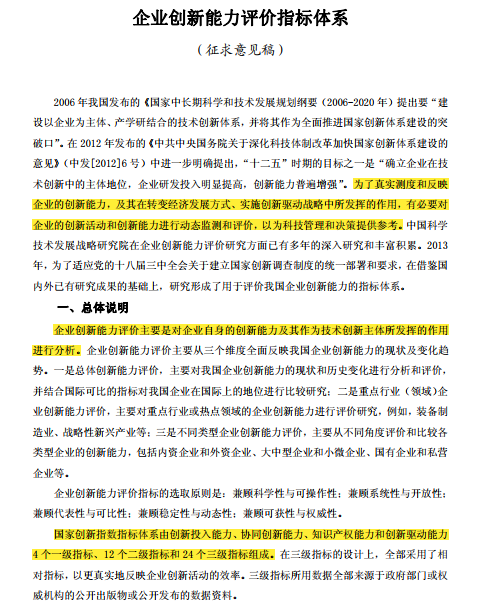 企业创新能力评价指标体系
（征求意见稿）
2006 年我国发布的《国家中长期科学和技术发展规划纲要（2006-2020 年）提出要“建
设以企业为主体、产学研结合的技术创新体系，并将其作为全面推进国家创新体系建设的突
破口”。在 2012 年发布的《中共中央国务院关于深化科技体制改革加快国家创新体系建设的
意见》（中发[2012]6 号）中进一步明确提出，“十二五”时期的目标之一是“确立企业在技
术创新中的主体地位，企业研发投入明显提高，创新能力普遍增强”。为了真实测度和反映
企业的创新能力，及其在转变经济发展方式、实施创新驱动战略中所发挥的作用，有必要对
企业的创新活动和创新能力进行动态监测和评价，以为科技管理和决策提供参考。中国科学
技术发展战略研究院在企业创新能力评价研究方面已有多年的深入研究和丰富积累。2013
年，为了适应党的十八届三中全会关于建立国家创新调查制度的统一部署和要求，在借鉴国
内外已有研究成果的基础上，研究形成了用于评价我国企业创新能力的指标体系。
一、总体说明
企业创新能力评价主要是对企业自身的创新能力及其作为技术创新主体所发挥的作用
进行分析。企业创新能力评价主要从三个维度全面反映我国企业创新能力的现状及变化趋
势。一是总体创新能力评价，主要对我国企业创新能力的现状和历史变化进行分析和评价，
并结合国际可比的指标对我国企业在国际上的地位进行比较研究；二是重点行业（领域）企
业创新能力评价，主要对重点行业或热点领域的企业创新能力进行评价研究，例如，装备制
造业、战略性新兴产业等；三是不同类型企业创新能力评价，主要从不同角度评价和比较各
类型企业的创新能力，包括内资企业和外资企业、大中型企业和小微企业、国有企业和私营
企业等。
企业创新能力评价指标的选取原则是：兼顾科学性与可操作性；兼顾系统性与开放性；
兼顾代表性与可比性；兼顾稳定性与动态性；兼顾可获性与权威性。
国家创新指数指标体系由创新投入能力、协同创新能力、知识产权能力和创新驱动能力
4 个一级指标、12 个二级指标和 24 个三级指标组成。在三级指标的设计上，全部采用了相
对指标，以更真实地反映企业创新活动的效率。三级指标所用数据全部来源于政府部门或权
威机构的公开出版物或公开发布的数据资料。